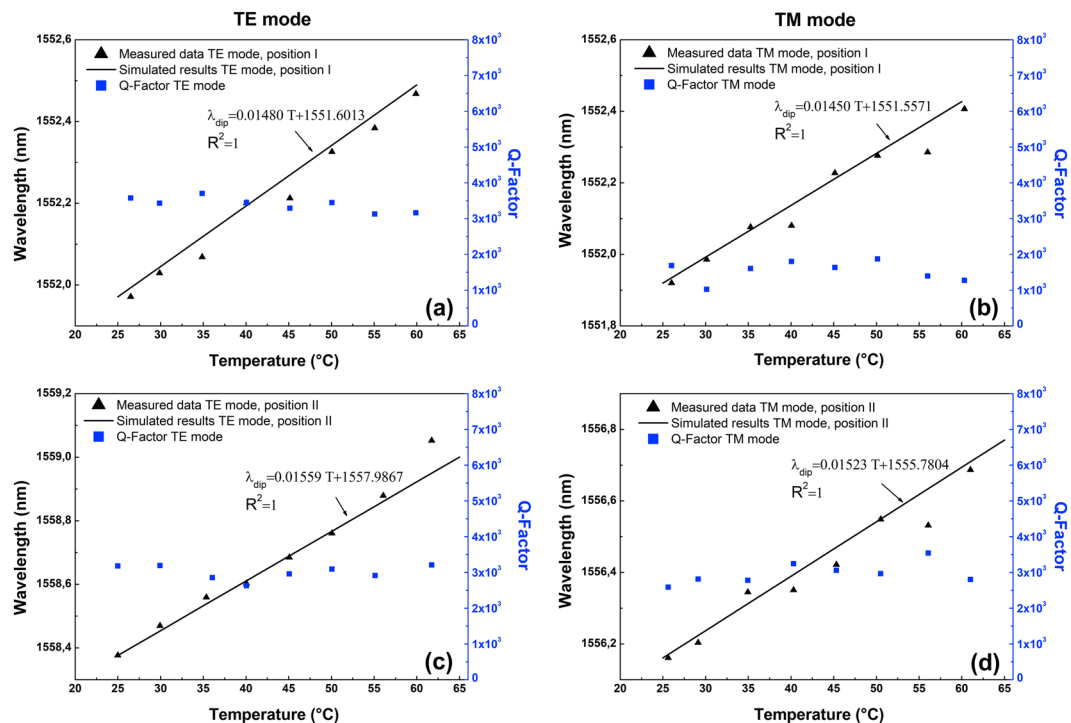 TE mode
TM mode
1552,6
1552,4
1552,2
1552,0
Wavelength (nm)
▲ Measured data TE mode, position I
— Simulated results TE mode, position I
■ Q-Factor TE mode
λdip=0.01480 T+1551.6013
R²=1
(a)
8x10³
7x10³
6x10³
5x10³
4x10³
3x10³
2x10³
1x10³
0
Q-Factor
20 25 30 35 40 45 50 55 60 65
Temperature (°C)
1552,6
1552,4
1552,2
1552,0
1551,8
Wavelength (nm)
▲ Measured data TM mode, position I
— Simulated results TM mode, position I
■ Q-Factor TM mode
λdip=0.01450 T+1551.5571
R²=1
(b)
8x10³
7x10³
6x10³
5x10³
4x10³
3x10³
2x10³
1x10³
0
Q-Factor
20 25 30 35 40 45 50 55 60 65
Temperature (°C)
1559,2
1559,0
1558,8
1558,6
1558,4
Wavelength (nm)
▲ Measured data TE mode, position II
— Simulated results TE mode, position II
■ Q-Factor TE mode
λdip=0.01559 T+1557.9867
R²=1
(c)
8x10³
7x10³
6x10³
5x10³
4x10³
3x10³
2x10³
1x10³
0
Q-Factor
20 25 30 35 40 45 50 55 60 65
Temperature (°C)
1556,8
1556,6
1556,4
1556,2
Wavelength (nm)
▲ Measured data TM mode, position II
— Simulated results TM mode, position II
■ Q-Factor TM mode
λdip=0.01523 T+1555.7804
R²=1
(d)
8x10³
7x10³
6x10³
5x10³
4x10³
3x10³
2x10³
1x10³
0
Q-Factor
20 25 30 35 40 45 50 55 60 65
Temperature (°C)